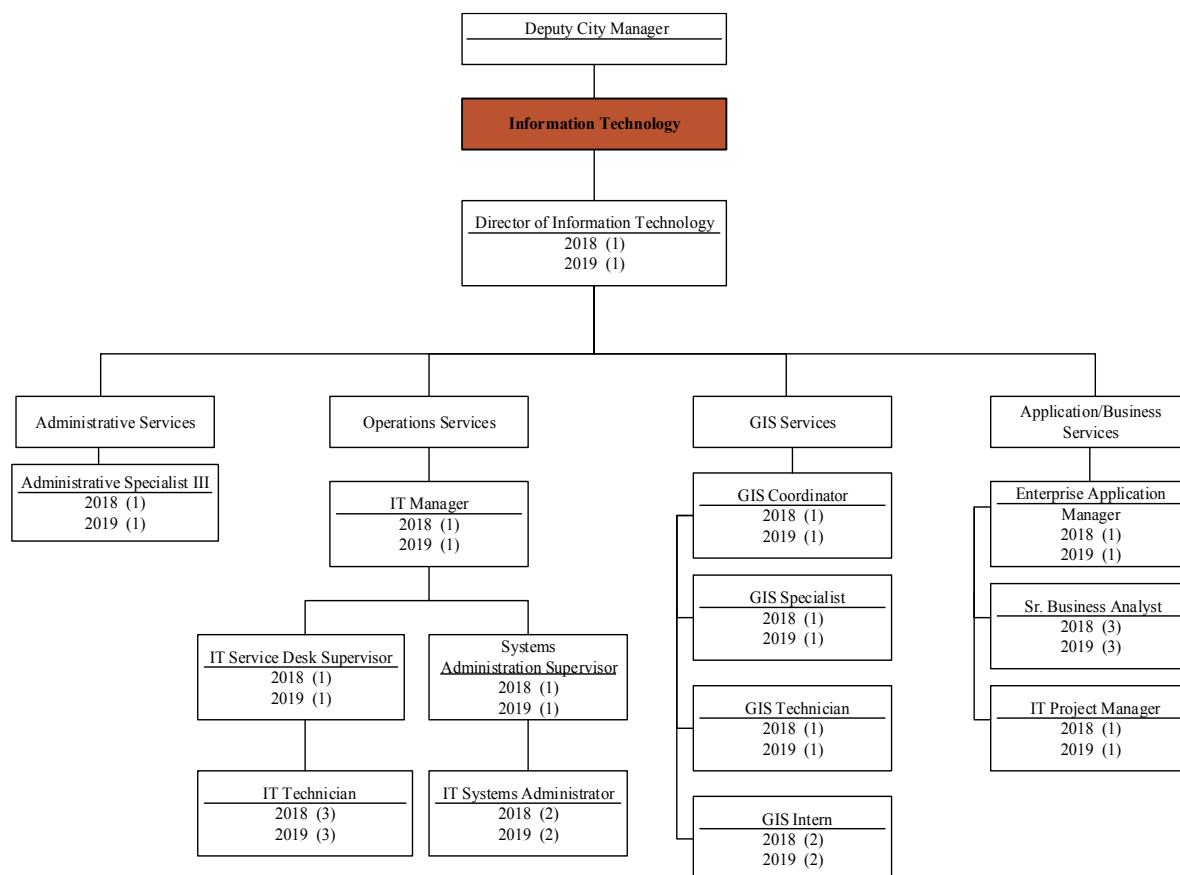 Deputy City Manager
Information Technology
Director of Information Technology
2018 (1)
2019 (1)
Administrative Services
Administrative Specialist III
2018 (1)
2019 (1)
Operations Services
IT Manager
2018 (1)
2019 (1)
IT Service Desk Supervisor
2018 (1)
2019 (1)
IT Technician
2018 (3)
2019 (3)
Systems
Administration Supervisor
2018 (1)
2019 (1)
IT Systems Administrator
2018 (2)
2019 (2)
GIS Services
GIS Coordinator
2018 (1)
2019 (1)
GIS Specialist
2018 (1)
2019 (1)
GIS Technician
2018 (1)
2019 (1)
GIS Intern
2018 (2)
2019 (2)
Application/Business
Services
Enterprise Application
Manager
2018 (1)
2019 (1)
Sr. Business Analyst
2018 (3)
2019 (3)
IT Project Manager
2018 (1)
2019 (1)